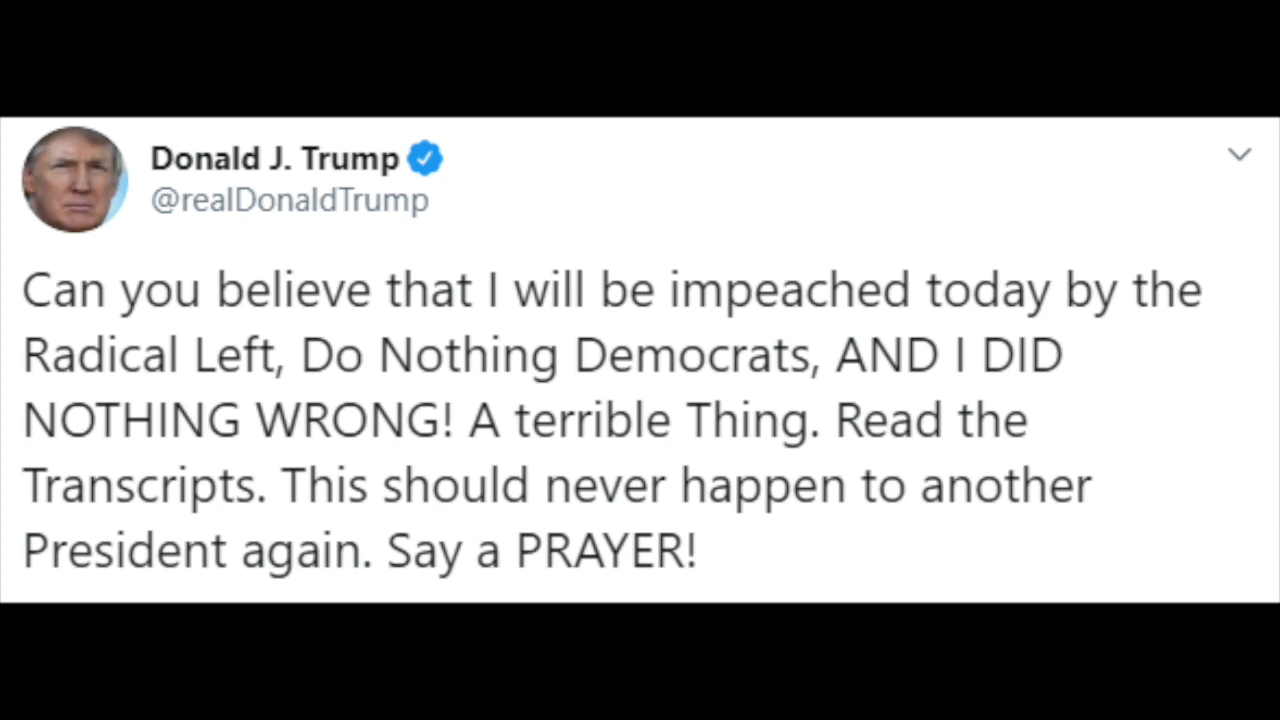 Donald J. Trump
@realDonaldTrump
Can you believe that I will be impeached today by the
Radical Left, Do Nothing Democrats, AND I DID
NOTHING WRONG! A terrible Thing. Read the
Transcripts. This should never happen to another
President again. Say a PRAYER!